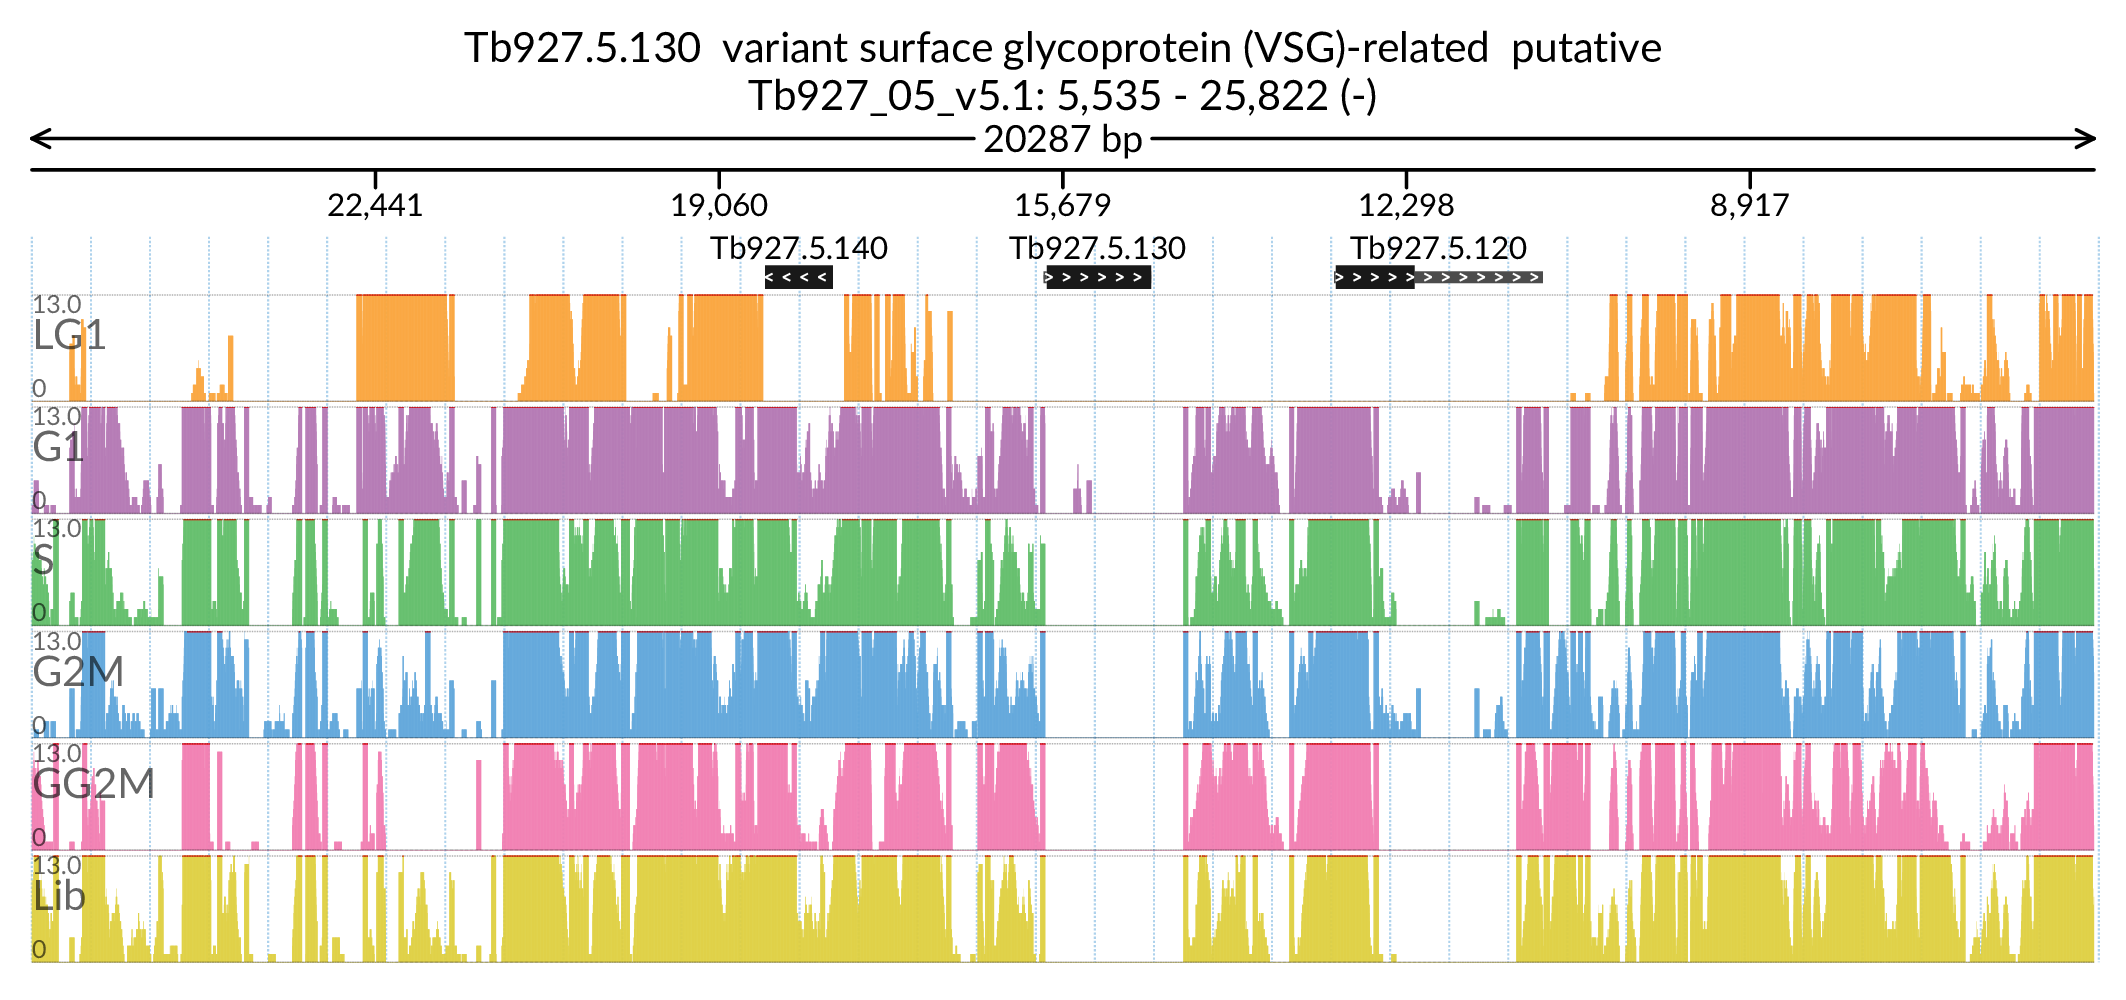 Tb927.5.130  variant surface glycoprotein (VSG)-related  putative
Tb927_05_v5.1: 5,535 - 25,822 (-)
20287 bp
22,441 19,060 15,679 12,298 8,917
Tb927.5.140 Tb927.5.130 Tb927.5.120
13.0
LG1
0
13.0
G1
0
13.0
S
0
13.0
G2M
0
13.0
GG2M
0
13.0
Lib
0